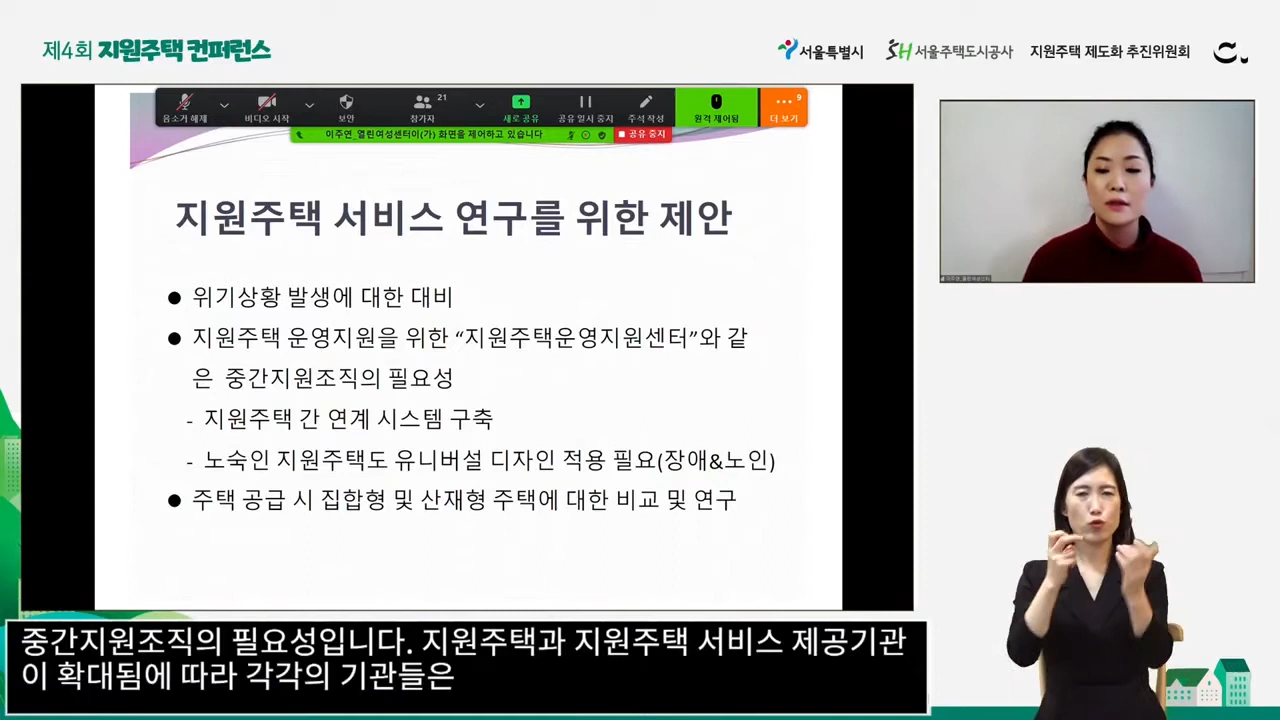 제4회 지원주택 컨퍼런스
서울특별시
SH 서울주택도시공사
지원주택 제도화 추진위원회
음소거 해제
비디오 시작
보안
참가자
21
새로 공유
공유 일시 중지
주석 작성
원격 제어됨
더 보기
9
이주연_열린여성센터이(가) 화면을 제어하고 있습니다
공유 중지
지원주택 서비스 연구를 위한 제안
● 위기상황 발생에 대한 대비
● 지원주택 운영지원을 위한 “지원주택운영지원센터”와 같
은 중간지원조직의 필요성
- 지원주택 간 연계 시스템 구축
- 노숙인 지원주택도 유니버설 디자인 적용 필요(장애&노인)
● 주택 공급 시 집합형 및 산재형 주택에 대한 비교 및 연구
이주연_열린여성센터
중간지원조직의 필요성입니다. 지원주택과 지원주택 서비스 제공기관
이 확대됨에 따라 각각의 기관들은